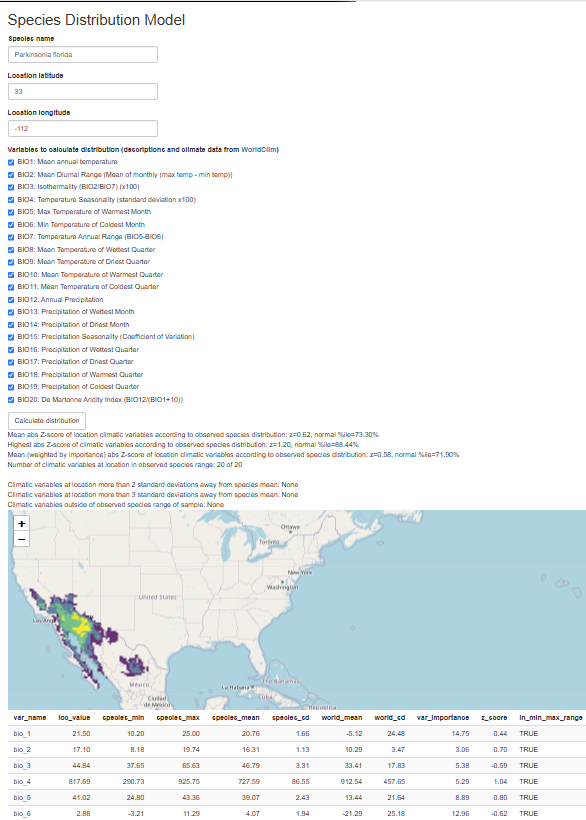 Species Distribution Model
Species name
Parkinsonia florida
Location latitude
33
Location longitude
-112
Variables to calculate distribution (descriptions and climate data from WorldClim)
BIO1: Mean annual temperature
BIO2: Mean Diurnal Range (Mean of monthly (max temp - min temp))
BIO3: Isothermality (BIO2/BIO7) (x100)
BIO4: Temperature Seasonality (standard deviation x100)
BIO5: Max Temperature of Warmest Month
BIO6: Min Temperature of Coldest Month
BIO7: Temperature Annual Range (BIO5-BIO6)
BIO8: Mean Temperature of Wettest Quarter
BIO9: Mean Temperature of Driest Quarter
BIO10: Mean Temperature of Warmest Quarter
BIO11: Mean Temperature of Coldest Quarter
BIO12: Annual Precipitation
BIO13: Precipitation of Wettest Month
BIO14: Precipitation of Driest Month
BIO15: Precipitation Seasonality (Coefficient of Variation)
BIO16: Precipitation of Wettest Quarter
BIO17: Precipitation of Driest Quarter
BIO18: Precipitation of Warmest Quarter
BIO19: Precipitation of Coldest Quarter
BIO20: De Martonne Aridity Index (BIO12/(BIO1+10))
Calculate distribution
Mean abs Z-score of location climatic variables according to observed species distribution: z=0.62, normal %ile=73.30%
Highest abs Z-score of climatic variables according to observed species distribution: z=1.20, normal %ile=88.44%
Mean (weighted by importance) abs Z-score of location climatic variables according to observed species distribution: z=0.58, normal %ile=71.90%
Number of climatic variables at location in observed species range: 20 of 20
Climatic variables at location more than 2 standard deviations away from species mean: None
Climatic variables at location more than 3 standard deviations away from species mean: None
Climatic variables outside of observed species range of sample: None
+
−
Ottawa
Toronto
New York
Washington
United States
Los Ang
México
Ciudad
de México
La Habana
The Bahamas
Cuba
República
var_name loc_value species_min species_max species_mean species_sd world_mean world_sd var_importance z_score in_min_max_range
bio_1 21.50 10.20 25.00 20.76 1.66 -5.12 24.48 14.75 0.44 TRUE
bio_2 17.10 8.18 19.74 16.31 1.13 10.29 3.47 3.06 0.70 TRUE
bio_3 44.84 37.65 65.63 46.79 3.31 33.41 17.83 5.38 -0.59 TRUE
bio_4 817.69 290.73 925.75 727.59 86.55 912.54 457.65 5.29 1.04 TRUE
bio_5 41.02 24.80 43.36 39.07 2.43 13.44 21.64 8.89 0.80 TRUE
bio_6 2.88 -3.21 11.29 4.07 1.94 -21.29 25.18 12.96 -0.62 TRUE